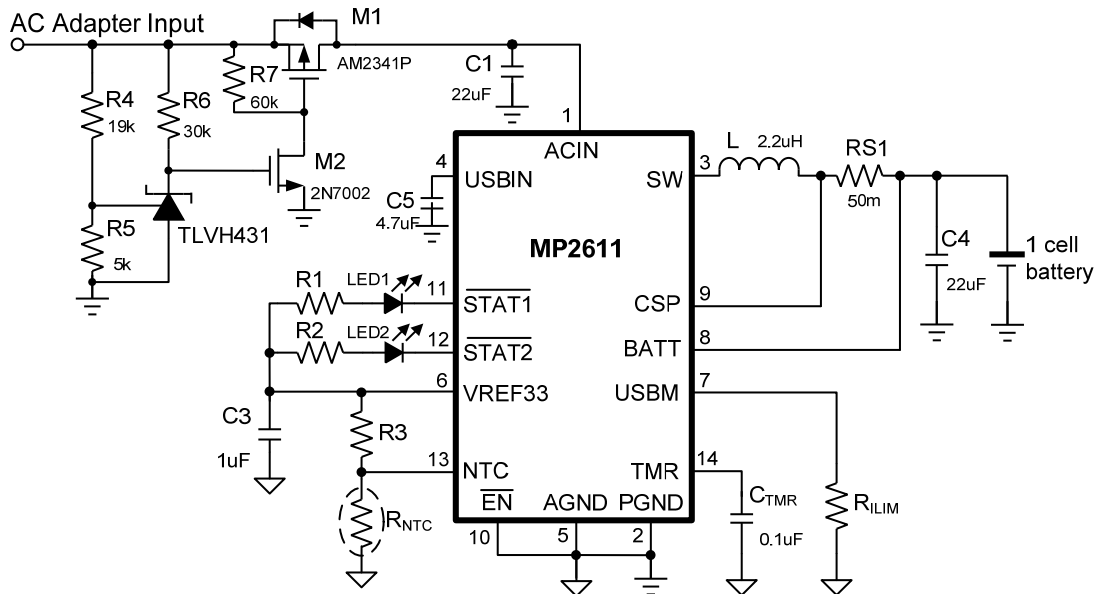 AC Adapter Input
M1
AM2341P
R7
60k
R4
19k
R6
30k
C1
22uF
M2
2N7002
R5
5k
TLVH431
1
ACIN
4
USBIN
C5
4.7uF
SW
3
L
2.2uH
RS1
50m
MP2611
C4
22uF
1 cell
battery
R1
LED1
11
STAT1
CSP
9
R2
LED2
12
STAT2
BATT
8
6
VREF33
USBM
7
C3
1uF
R3
13
NTC
TMR
14
RNTC
EN
AGND
PGND
10
5
2
CTMR
0.1uF
RILIM